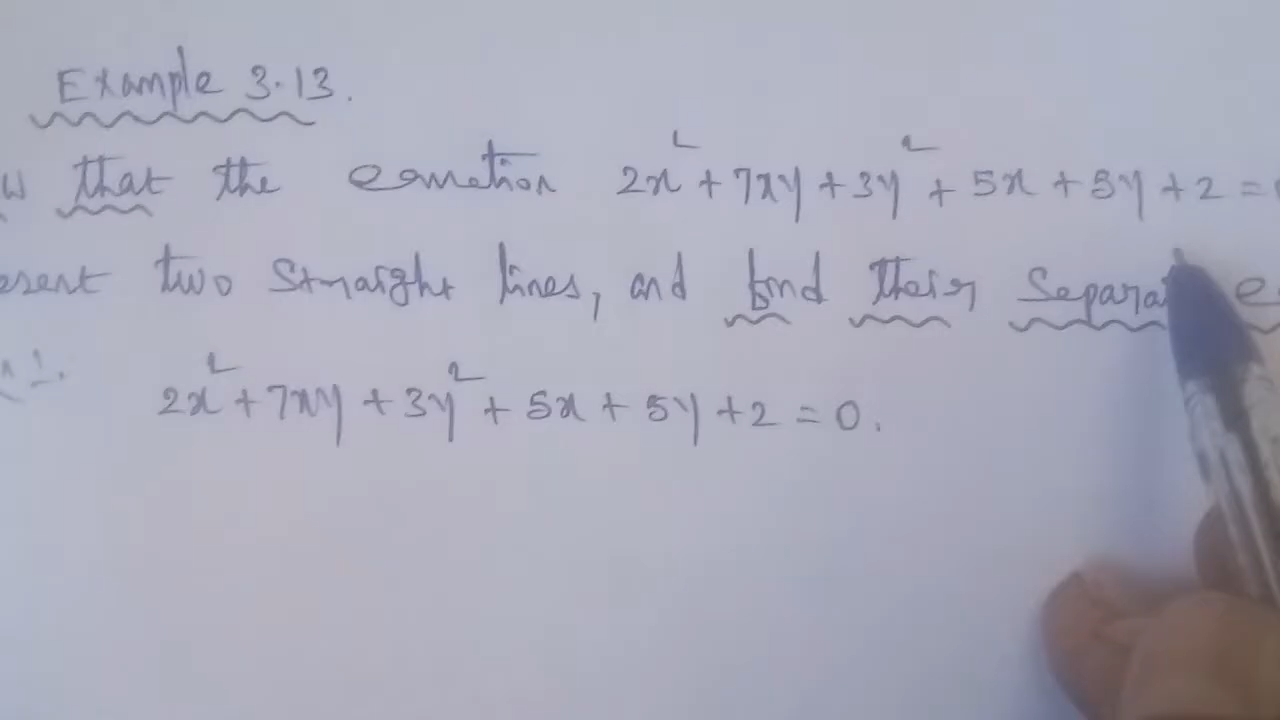 Example 3.13.
that the equation 2x² + 7xy + 3y² + 5x + 5y + 2 =
two straight lines, and find their
2x² + 7xy + 3y² + 5x + 5y + 2 = 0.